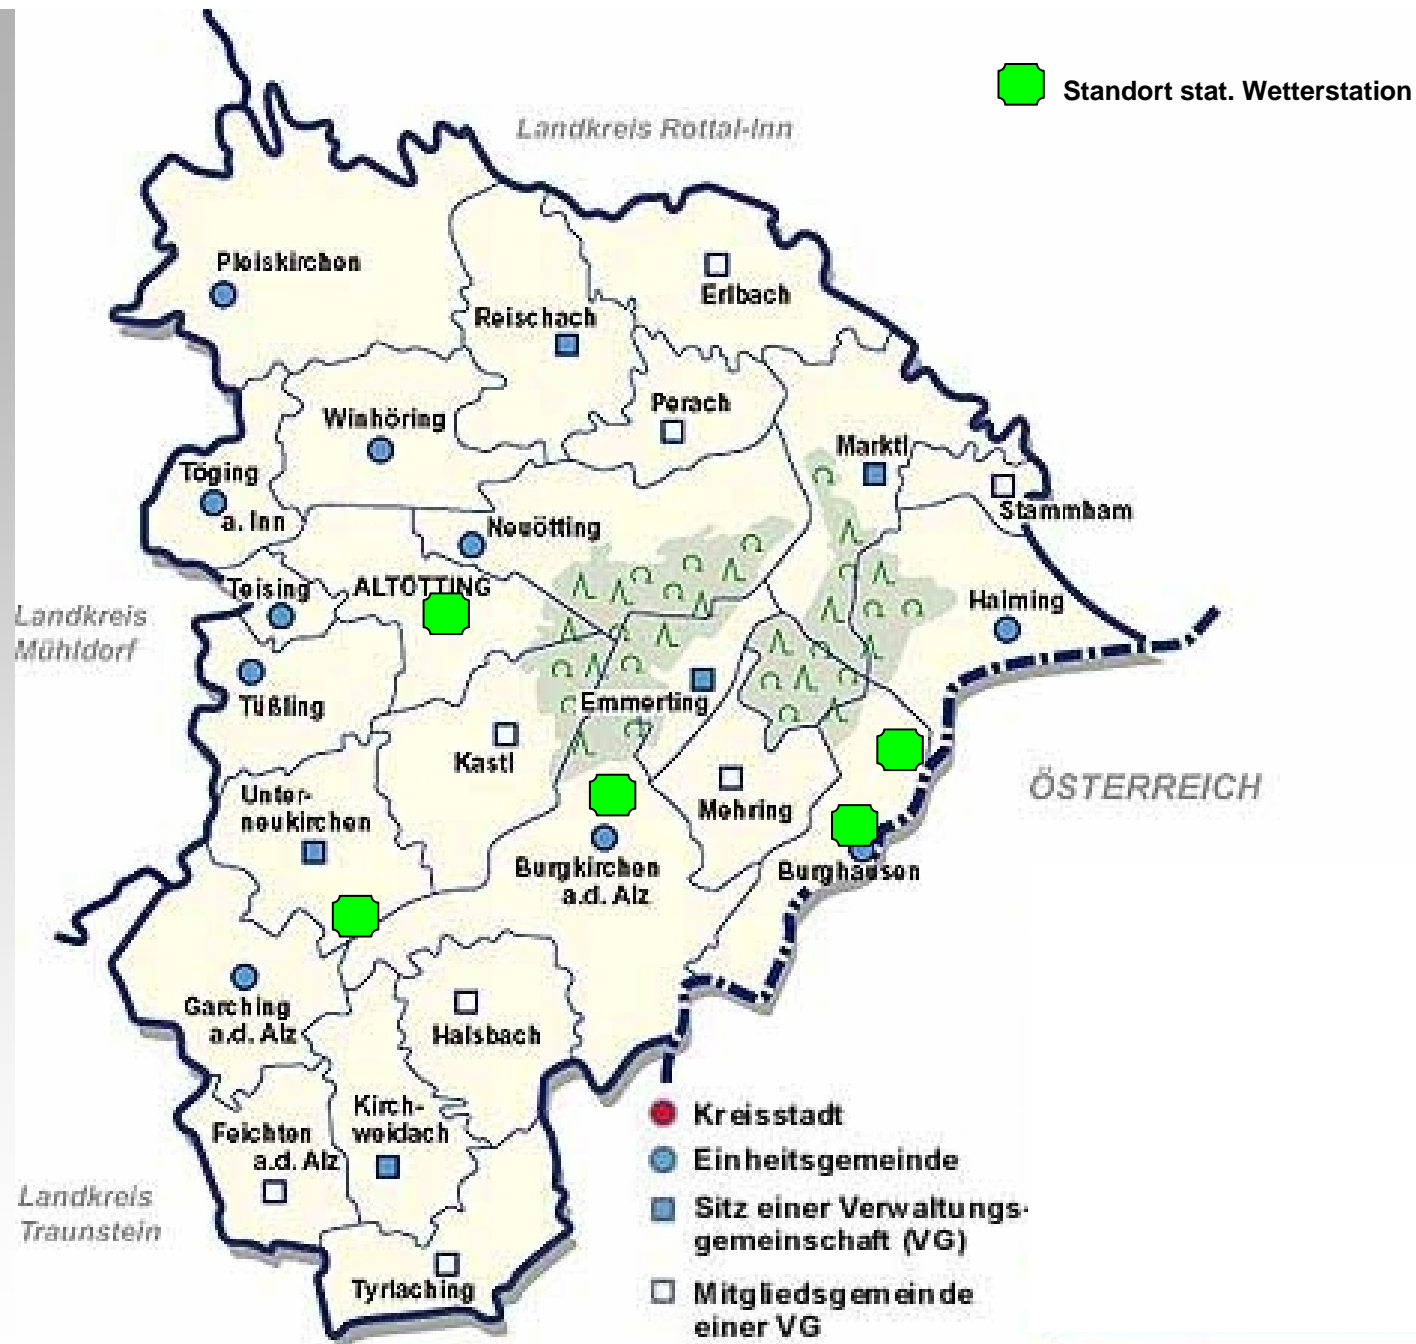 Standort stat. Wetterstation
Landkreis Rottal-Inn
Pleiskirchen
Erlbach
Reischach
Perach
Winhöring
Marktl
Töging
a. Inn
Stammham
Neuötting
Teising
ALTÖTTING
Haiming
Landkreis
Mühldorf
Tüßling
Emmerting
Kastl
ÖSTERREICH
Unter-
neukirchen
Mehring
Burgkirchen
a.d. Alz
Burghausen
Garching
a.d. Alz
Halsbach
Kirch-
weidach
Feichten
a.d. Alz
Landkreis
Traunstein
Tyrlaching
Kreisstadt
Einheitsgemeinde
Sitz einer Verwaltungs-
gemeinschaft (VG)
Mitgliedsgemeinde
einer VG